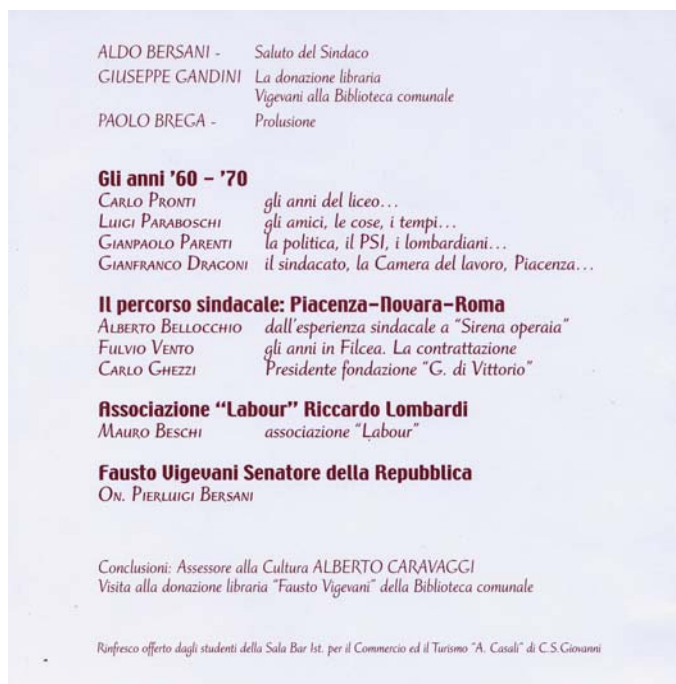 ALDO BERSANI - Saluto del Sindaco
GIUSEPPE GANDINI La donazione libraria
Vigevani alla Biblioteca comunale
PAOLO BREGA - Prolusione
Gli anni '60 – '70
CARLO PRONTI gli anni del liceo...
LUIGI PARABOSCHI gli amici, le cose, i tempi...
GIANPAOLO PARENTI la politica, il PSI, i lombardiani...
GIANFRANCO DRAGONI il sindacato, la Camera del lavoro, Piacenza...
Il percorso sindacale: Piacenza–Novara–Roma
ALBERTO BELLOCCHIO dall'esperienza sindacale a "Sirena operaia"
FULVIO VENTO gli anni in Filcea. La contrattazione
CARLO GHEZZI Presidente fondazione "G. di Vittorio"
Associazione "Labour" Riccardo Lombardi
MAURO BESCHI associazione "Labour"
Fausto Vigevani Senatore della Repubblica
ON. PIERLUIGI BERSANI
Conclusioni: Assessore alla Cultura ALBERTO CARAVAGGI
Visita alla donazione libraria "Fausto Vigevani" della Biblioteca comunale
Rinfresco offerto dagli studenti della Sala Bar Ist. per il Commercio ed il Turismo "A. Casali" di C.S.Giovanni